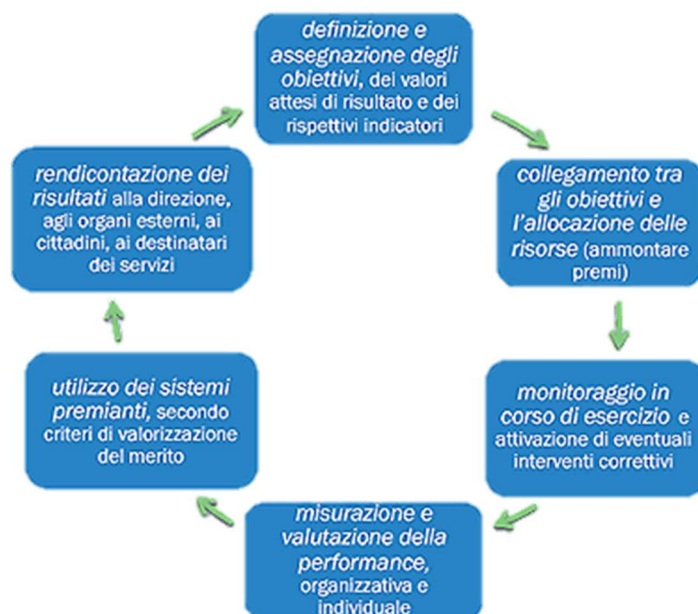 definizione e
assegnazione degli
obiettivi, dei valori
attesi di risultato e dei
rispettivi indicatori
collegamento tra
gli obiettivi e
l'allocazione delle
risorse (ammontare
premi)
monitoraggio in
corso di esercizio e
attivazione di eventuali
interventi correttivi
misurazione e
valutazione della
performance,
organizzativa e
individuale
utilizzo dei sistemi
premianti, secondo
criteri di valorizzazione
del merito
rendicontazione dei
risultati alla direzione,
agli organi esterni, ai
cittadini, ai destinatari
dei servizi